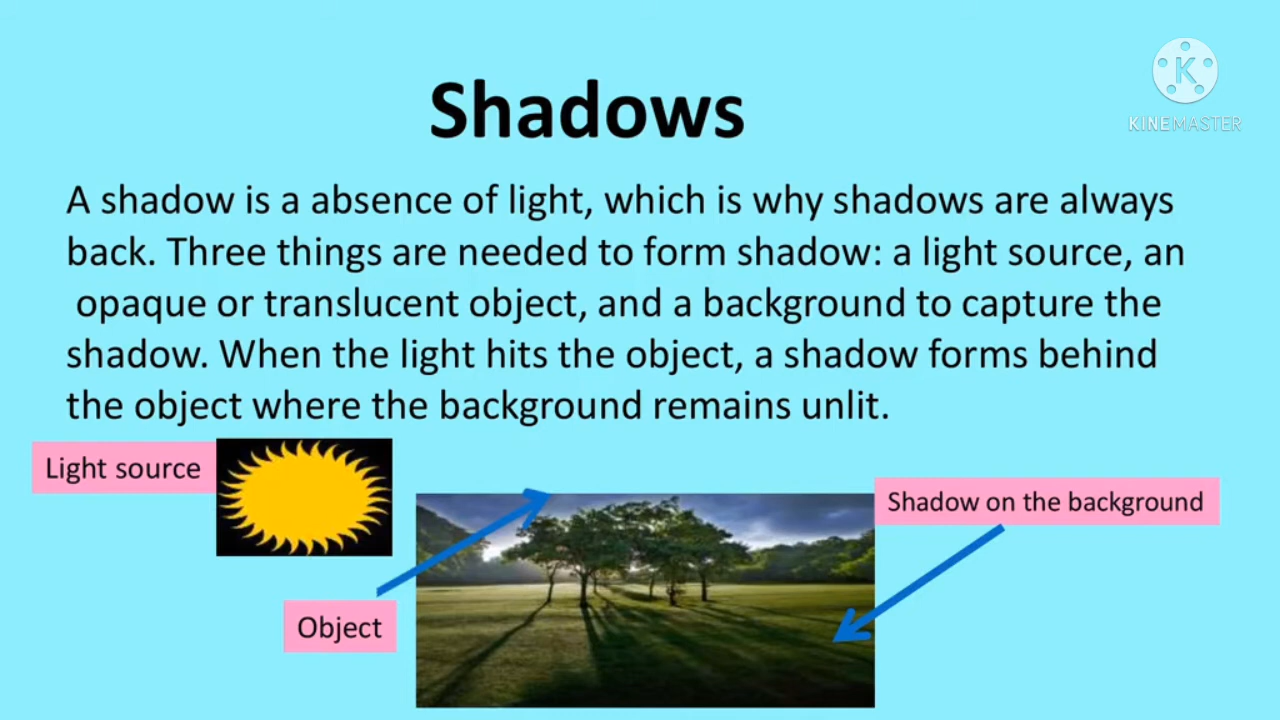 K
KINEMASTER
Shadows
A shadow is a absence of light, which is why shadows are always
back. Three things are needed to form shadow: a light source, an
opaque or translucent object, and a background to capture the
shadow. When the light hits the object, a shadow forms behind
the object where the background remains unlit.
Light source
Shadow on the background
Object